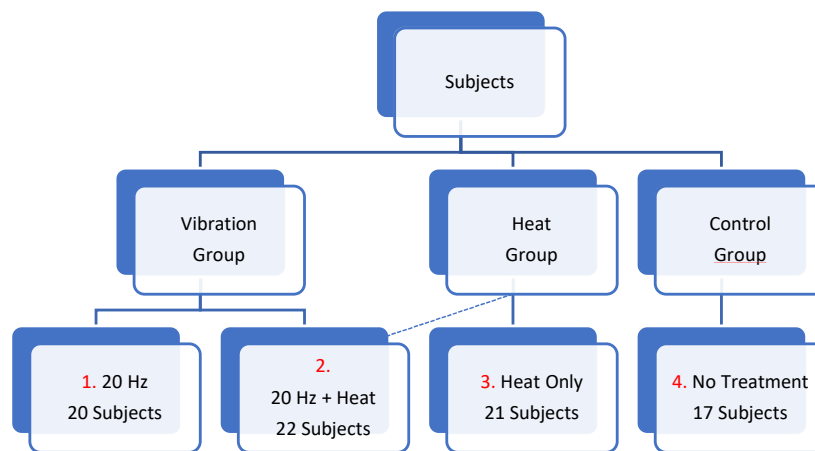 Subjects
Vibration
Group
Heat
Group
Control
Group
1. 20 Hz
20 Subjects
2.
20 Hz + Heat
22 Subjects
3. Heat Only
21 Subjects
4. No Treatment
17 Subjects